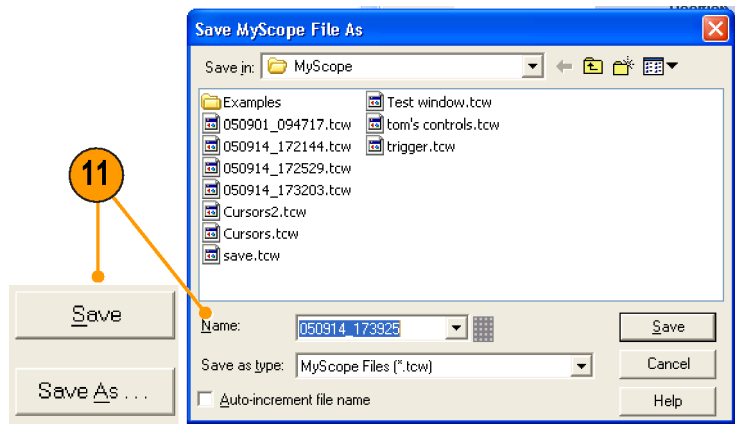 Position
Save MyScope File As
Save in: MyScope
Examples
050901_094717.tcw
050914_172144.tcw
050914_172529.tcw
050914_173203.tcw
Cursors2.tcw
Cursors.tcw
save.tcw
Test window.tcw
tom's controls.tcw
trigger.tcw
11
Save
Save As . . .
Name: 050914_173925
Save
Save as type: MyScope Files (*.tcw)
Cancel
Auto-increment file name
Help